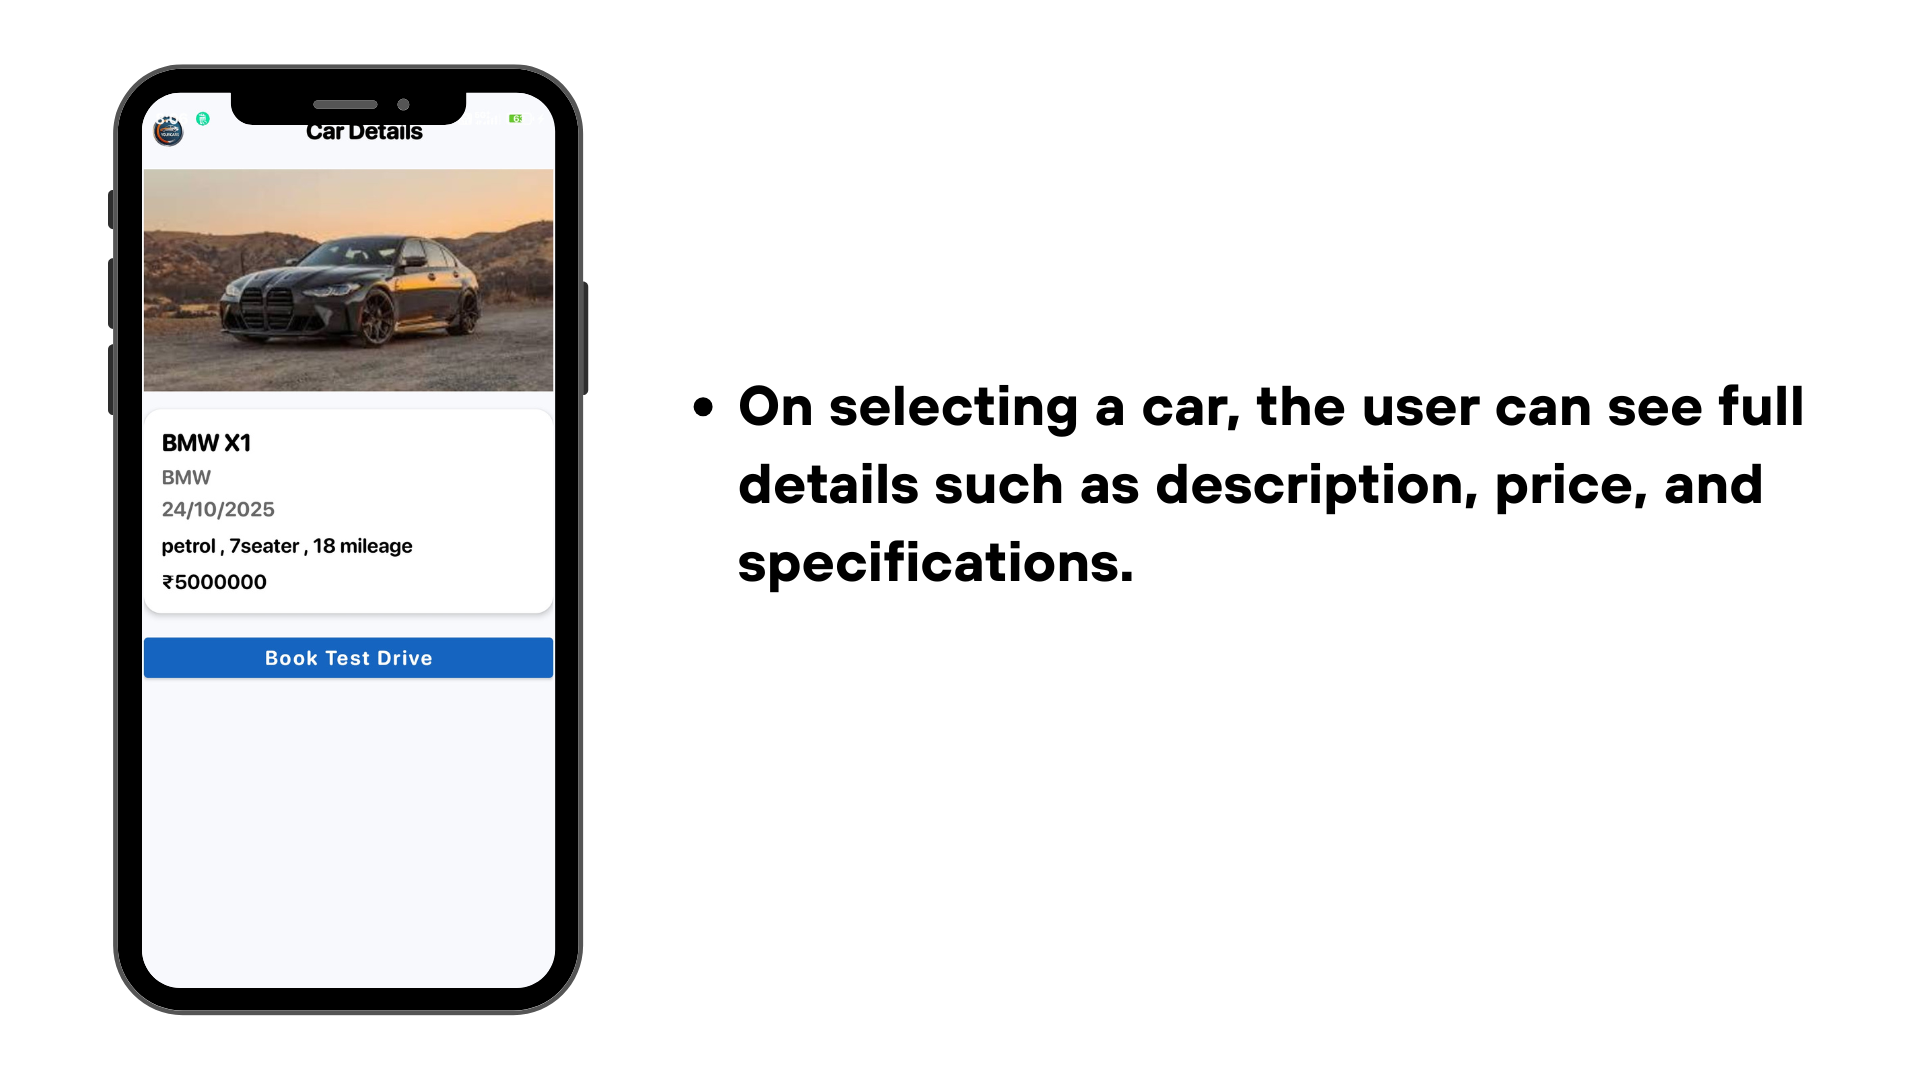 Car Details
BMW X1
BMW
24/10/2025
petrol , 7seater , 18 mileage
₹5000000
Book Test Drive
• On selecting a car, the user can see full
details such as description, price, and
specifications.